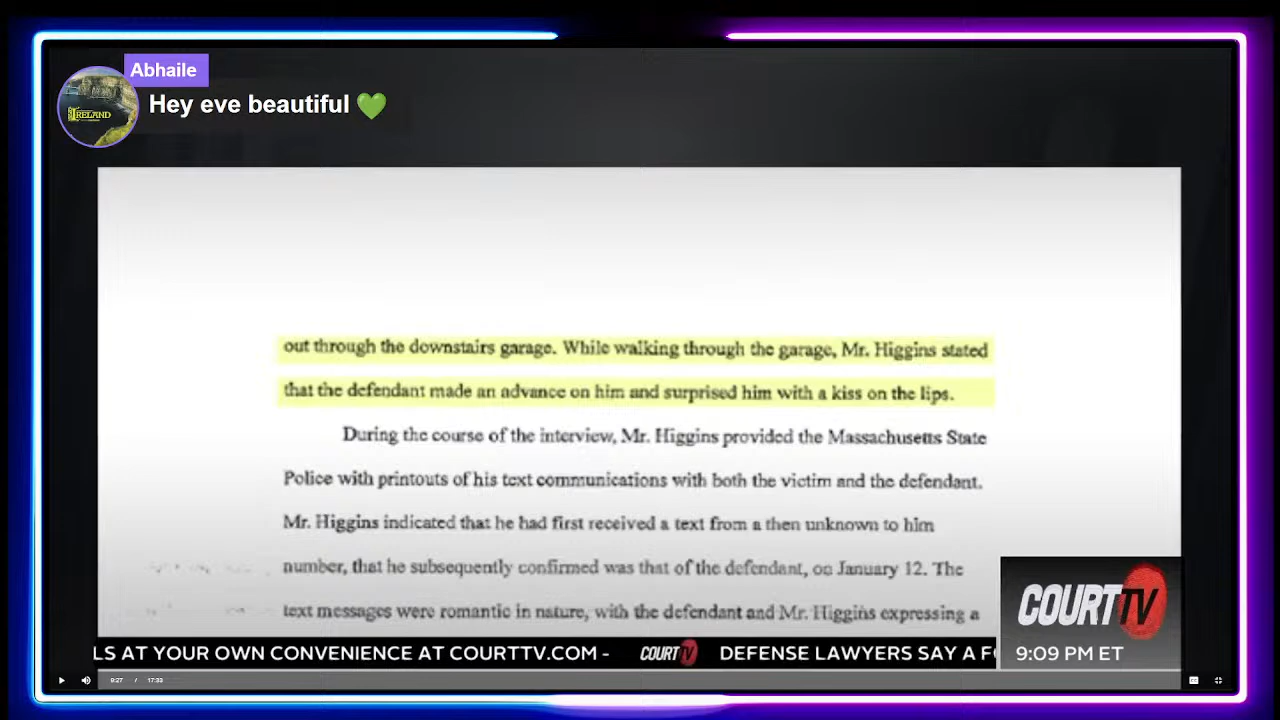 Abhaile
Hey eve beautiful 💚
IRELAND
out through the downstairs garage. While walking through the garage, Mr. Higgins stated
that the defendant made an advance on him and surprised him with a kiss on the lips.
During the course of the interview, Mr. Higgins provided the Massachusetts State
Police with printouts of his text communications with both the victim and the defendant.
Mr. Higgins indicated that he had first received a text from a then unknown to him
number, that he subsequently confirmed was that of the defendant, on January 12. The
text messages were romantic in nature, with the defendant and Mr. Higgins expressing a
COURT TV
9:09 PM ET
LS AT YOUR OWN CONVENIENCE AT COURTTV.COM - COURT TV DEFENSE LAWYERS SAY A F
9:27 / 17:33